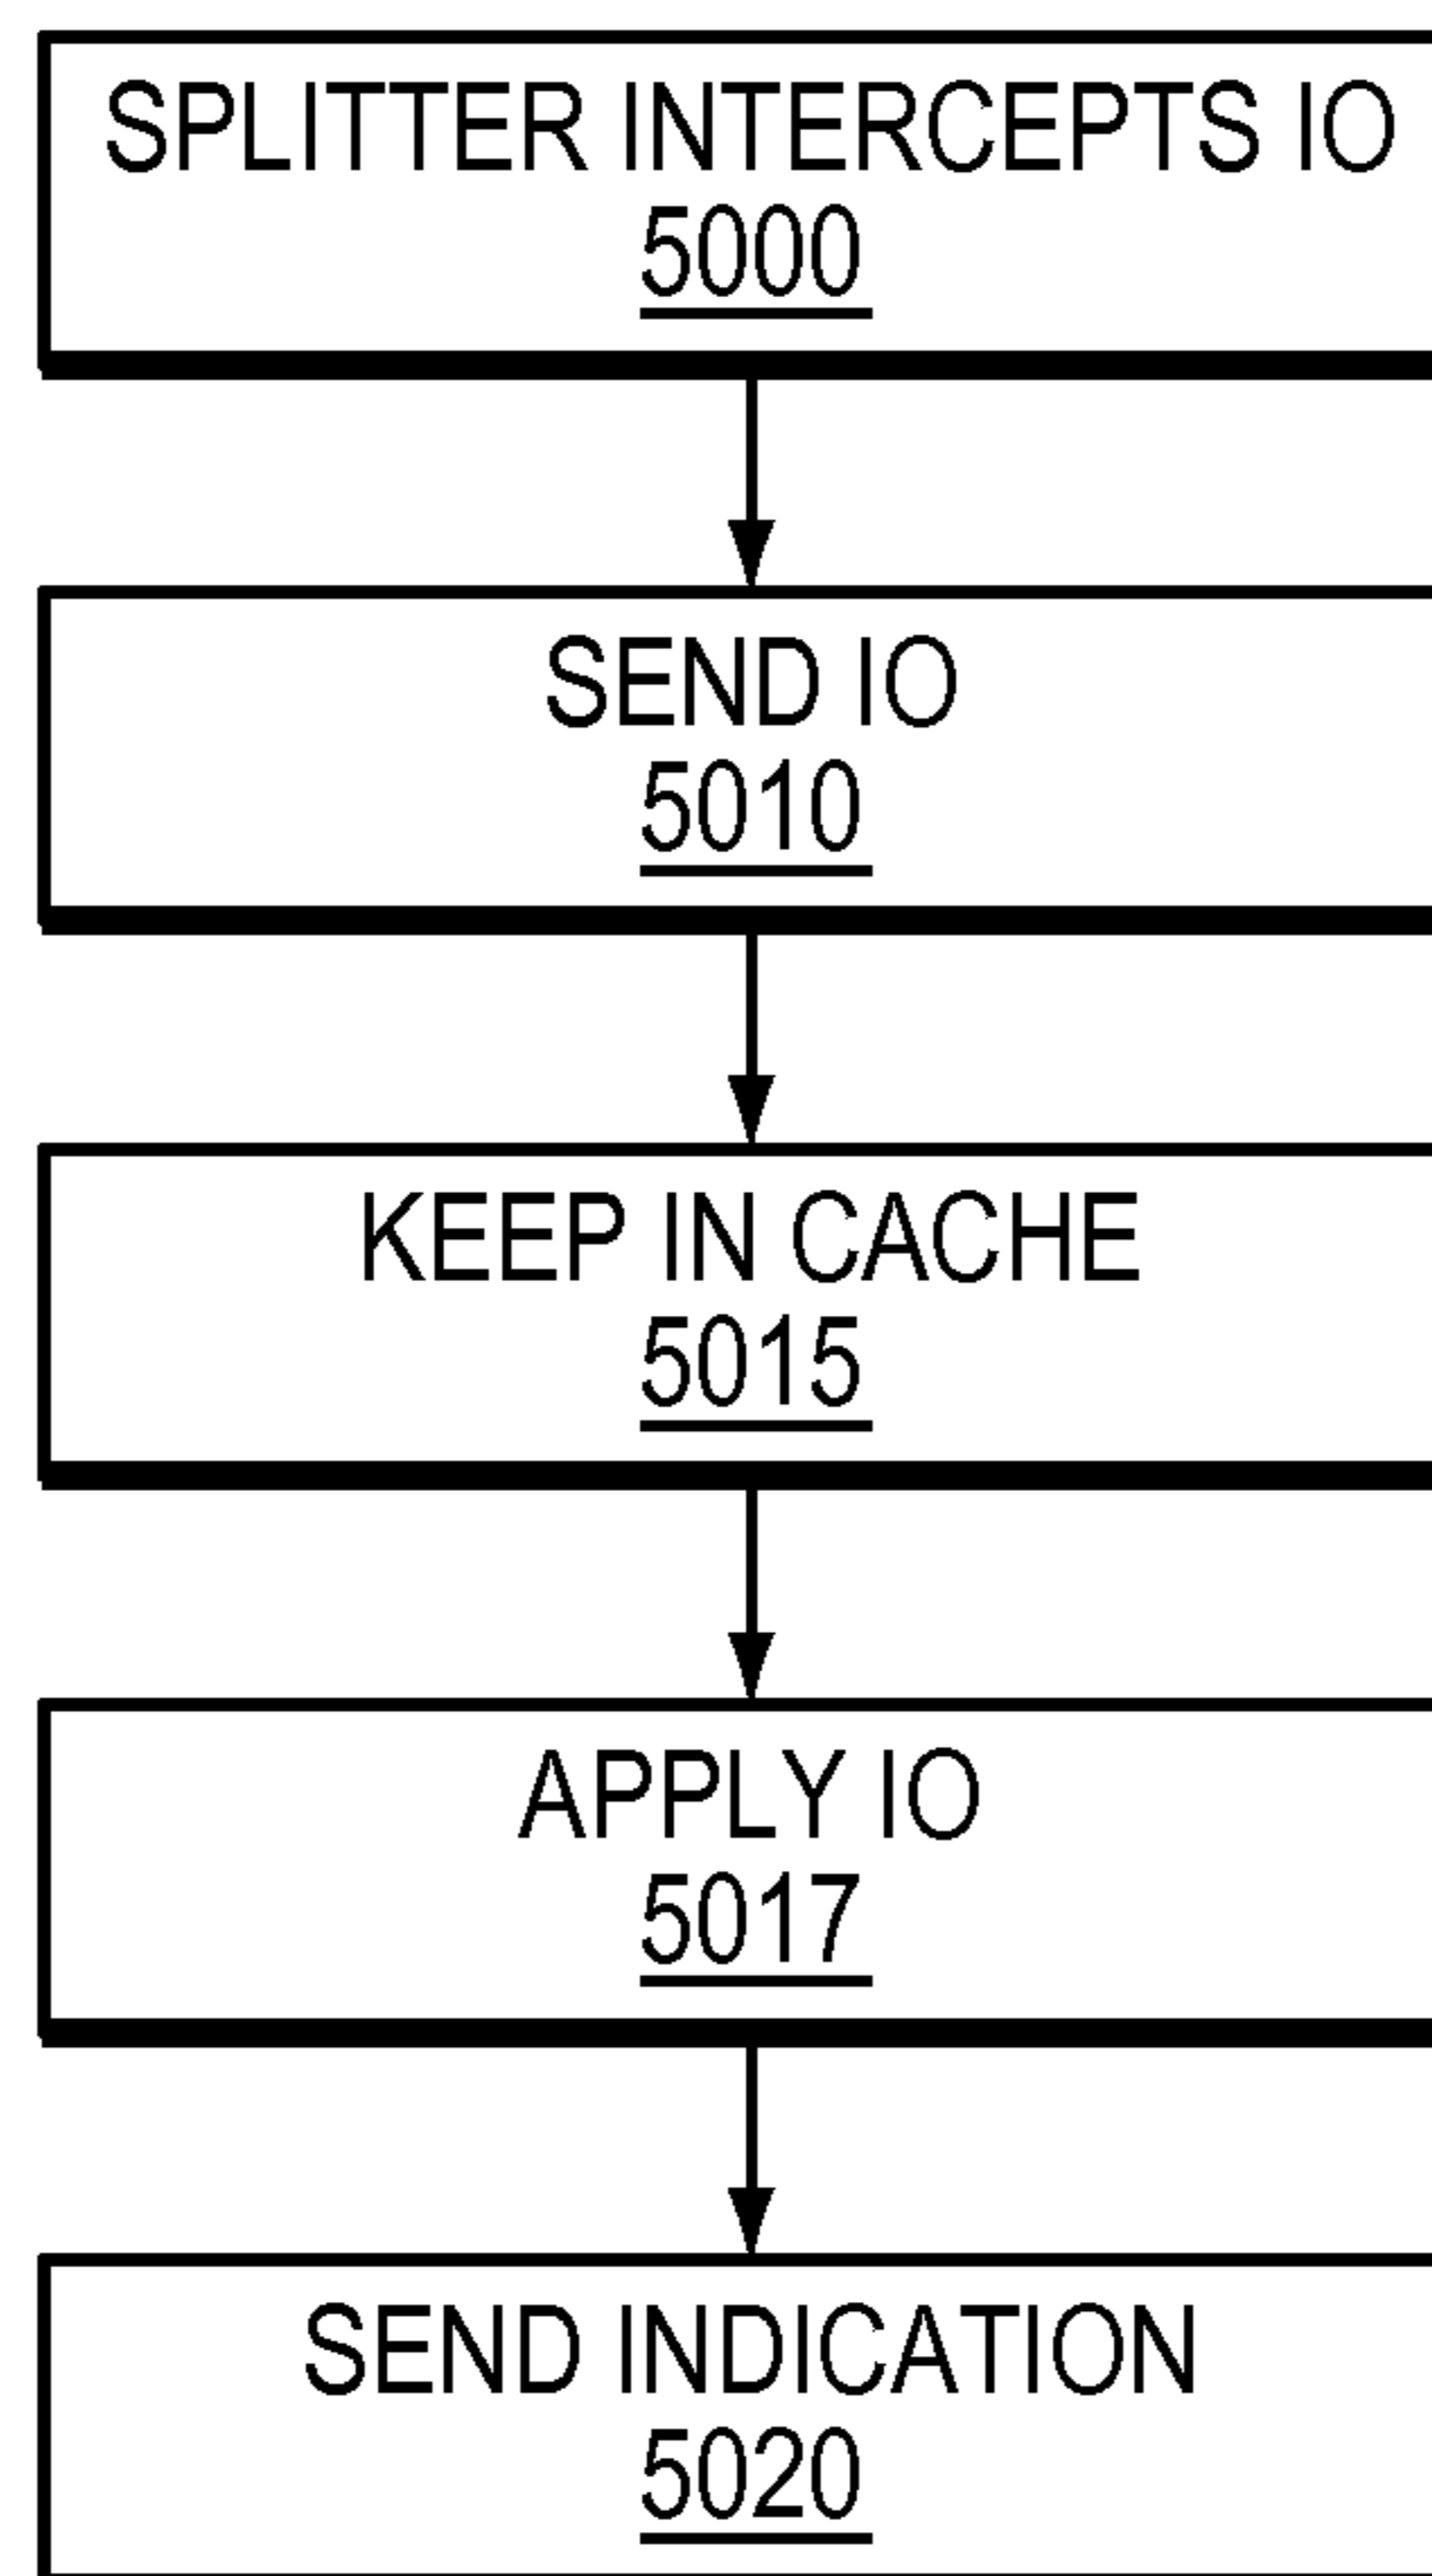 SPLITTER INTERCEPTS IO
5000
SEND IO
5010
KEEP IN CACHE
5015
APPLY IO
5017
SEND INDICATION
5020